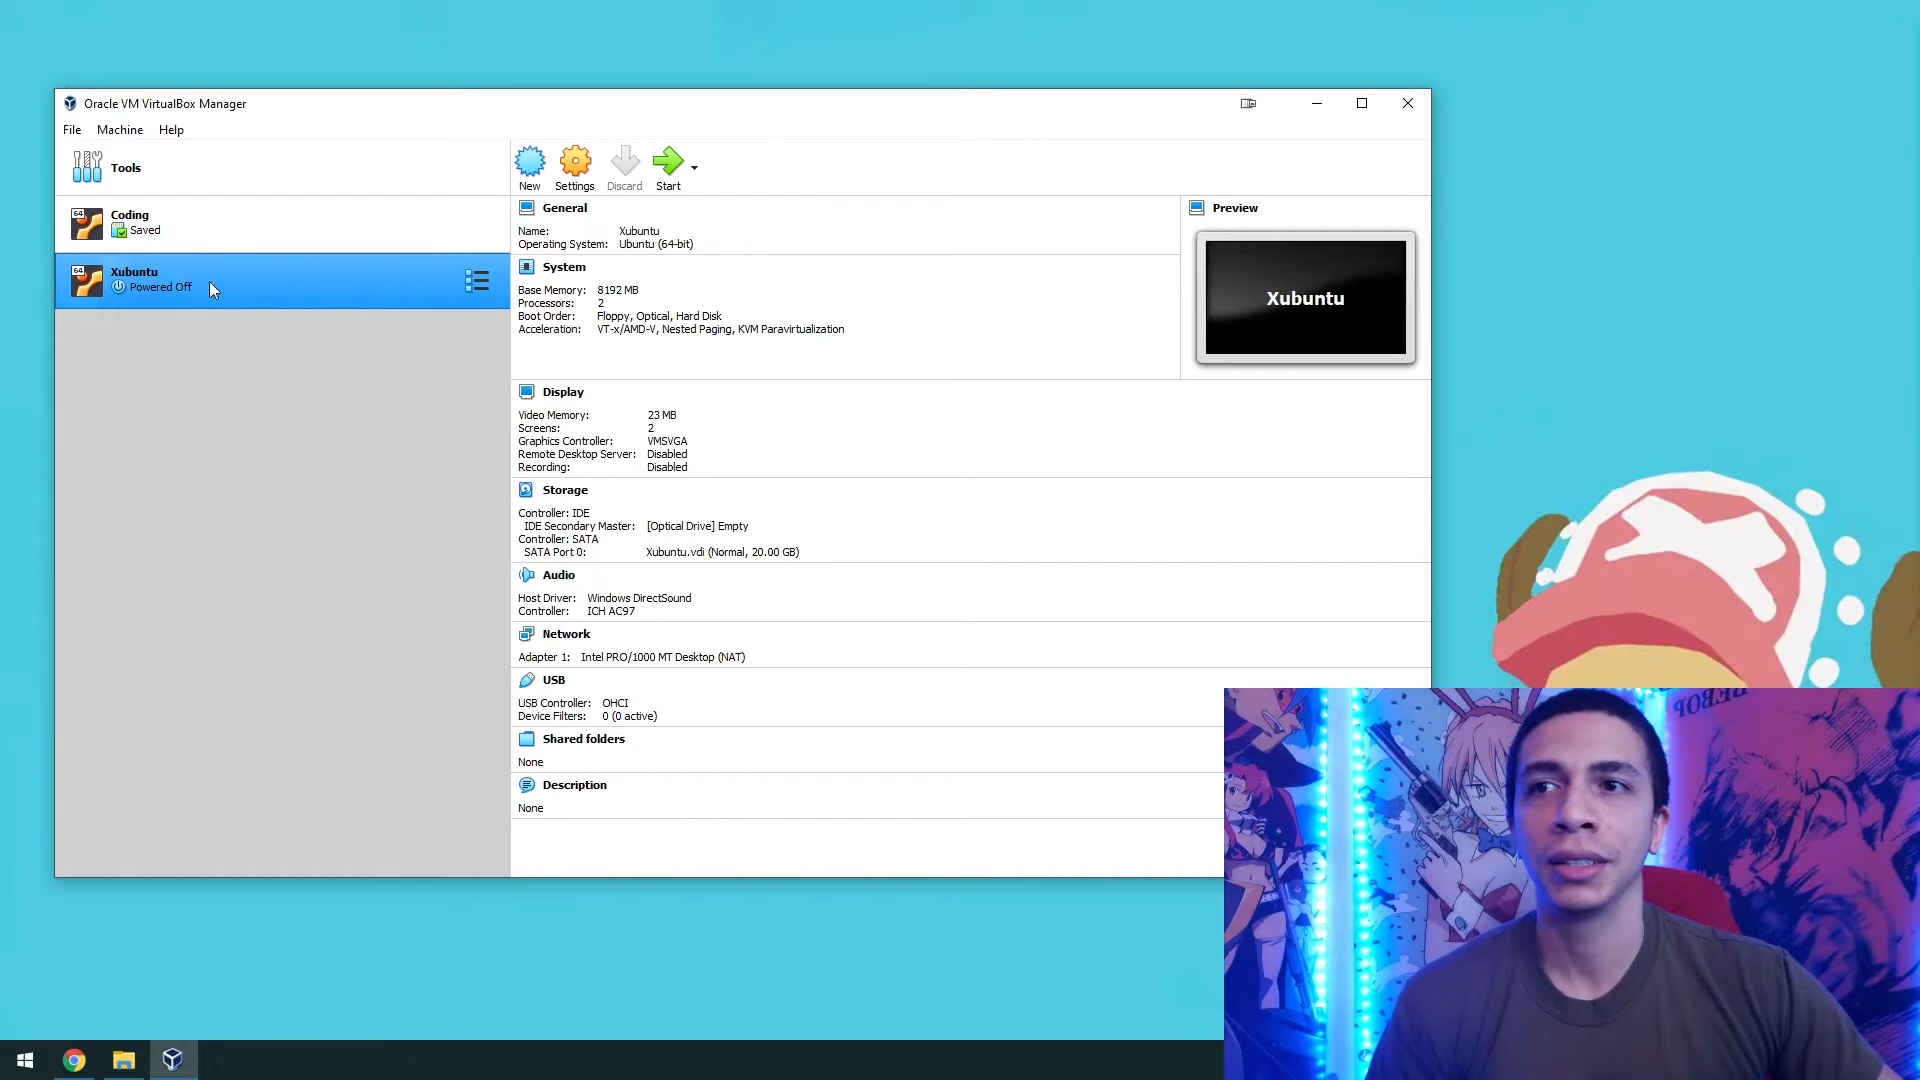 Oracle VM VirtualBox Manager
File Machine Help
Tools
New Settings Discard Start
64 Coding
Saved
64 Xubuntu
Powered Off
General
Name: Xubuntu
Operating System: Ubuntu (64-bit)
System
Base Memory: 8192 MB
Processors: 2
Boot Order: Floppy, Optical, Hard Disk
Acceleration: VT-x/AMD-V, Nested Paging, KVM Paravirtualization
Preview
Xubuntu
Display
Video Memory: 23 MB
Screens: 2
Graphics Controller: VMSVGA
Remote Desktop Server: Disabled
Recording: Disabled
Storage
Controller: IDE
IDE Secondary Master: [Optical Drive] Empty
Controller: SATA
SATA Port 0: Xubuntu.vdi (Normal, 20.00 GB)
Audio
Host Driver: Windows DirectSound
Controller: ICH AC97
Network
Adapter 1: Intel PRO/1000 MT Desktop (NAT)
USB
USB Controller: OHCI
Device Filters: 0 (0 active)
Shared folders
None
Description
None